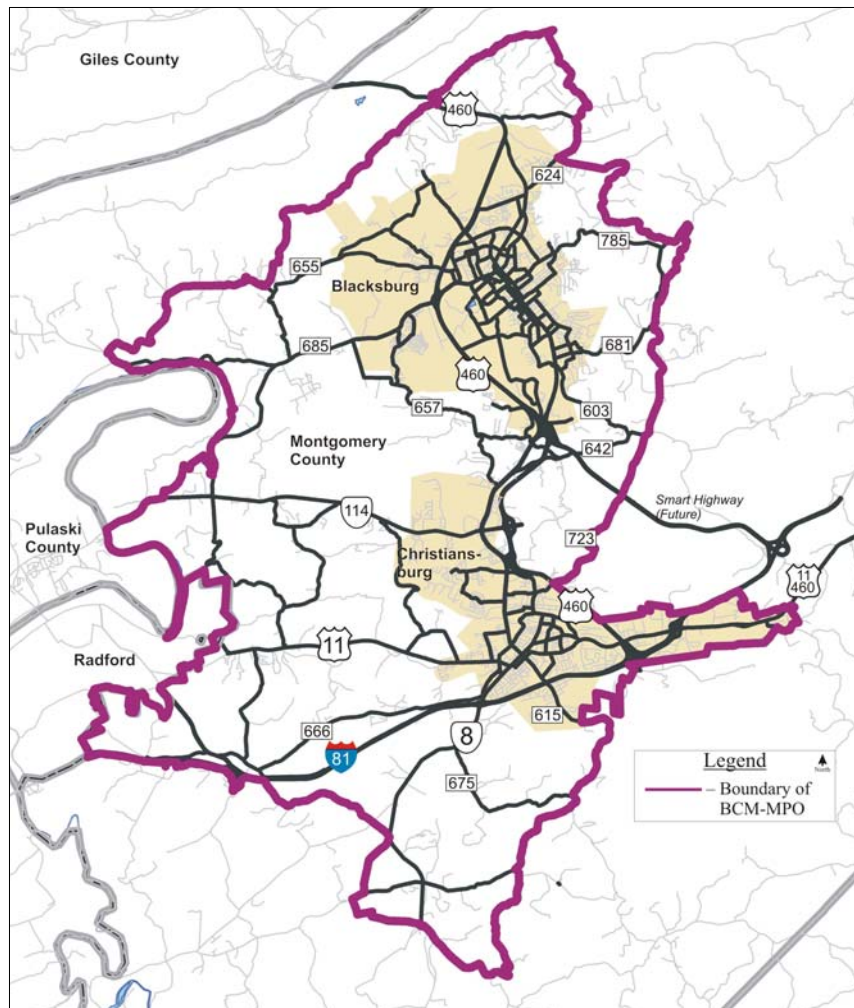 Giles County
460
624
785
655
Blacksburg
685
681
460
657
603
642
Montgomery
County
Smart Highway
(Future)
114
Pulaski
County
723
Christians-
burg
11
460
460
11
Radford
615
666
8
81
675
Legend
North
– Boundary of
BCM-MPO